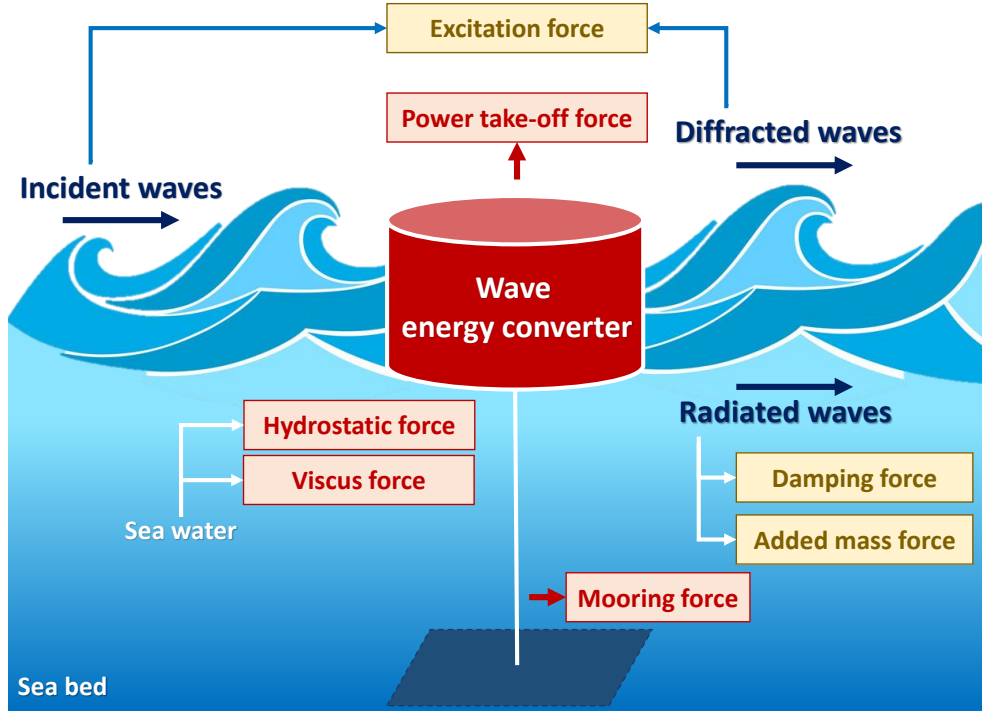 Excitation force
Power take-off force
Diffracted waves
Incident waves
Wave
energy converter
Radiated waves
Hydrostatic force
Viscus force
Damping force
Sea water
Added mass force
Mooring force
Sea bed